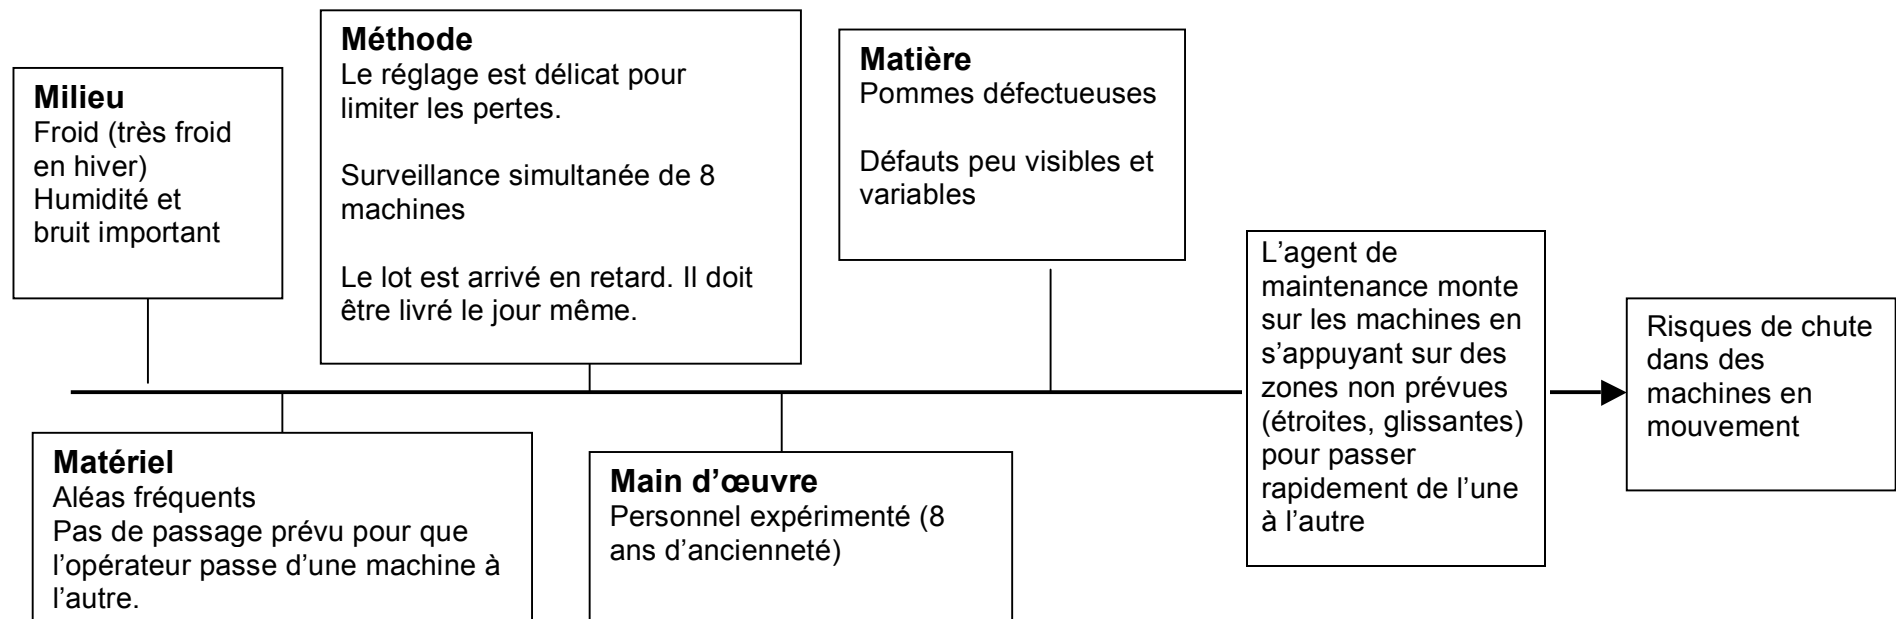 Milieu
Froid (très froid
en hiver)
Humidité et
bruit important
Méthode
Le réglage est délicat pour
limiter les pertes.
Surveillance simultanée de 8
machines
Le lot est arrivé en retard. Il doit
être livré le jour même.
Matière
Pommes défectueuses
Défauts peu visibles et
variables
Matériel
Aléas fréquents
Pas de passage prévu pour que
l’opérateur passe d’une machine à
l’autre.
Main d’œuvre
Personnel expérimenté (8
ans d’ancienneté)
L’agent de
maintenance monte
sur les machines en
s’appuyant sur des
zones non prévues
(étroites, glissantes)
pour passer
rapidement de l’une
à l’autre
Risques de chute
dans des
machines en
mouvement